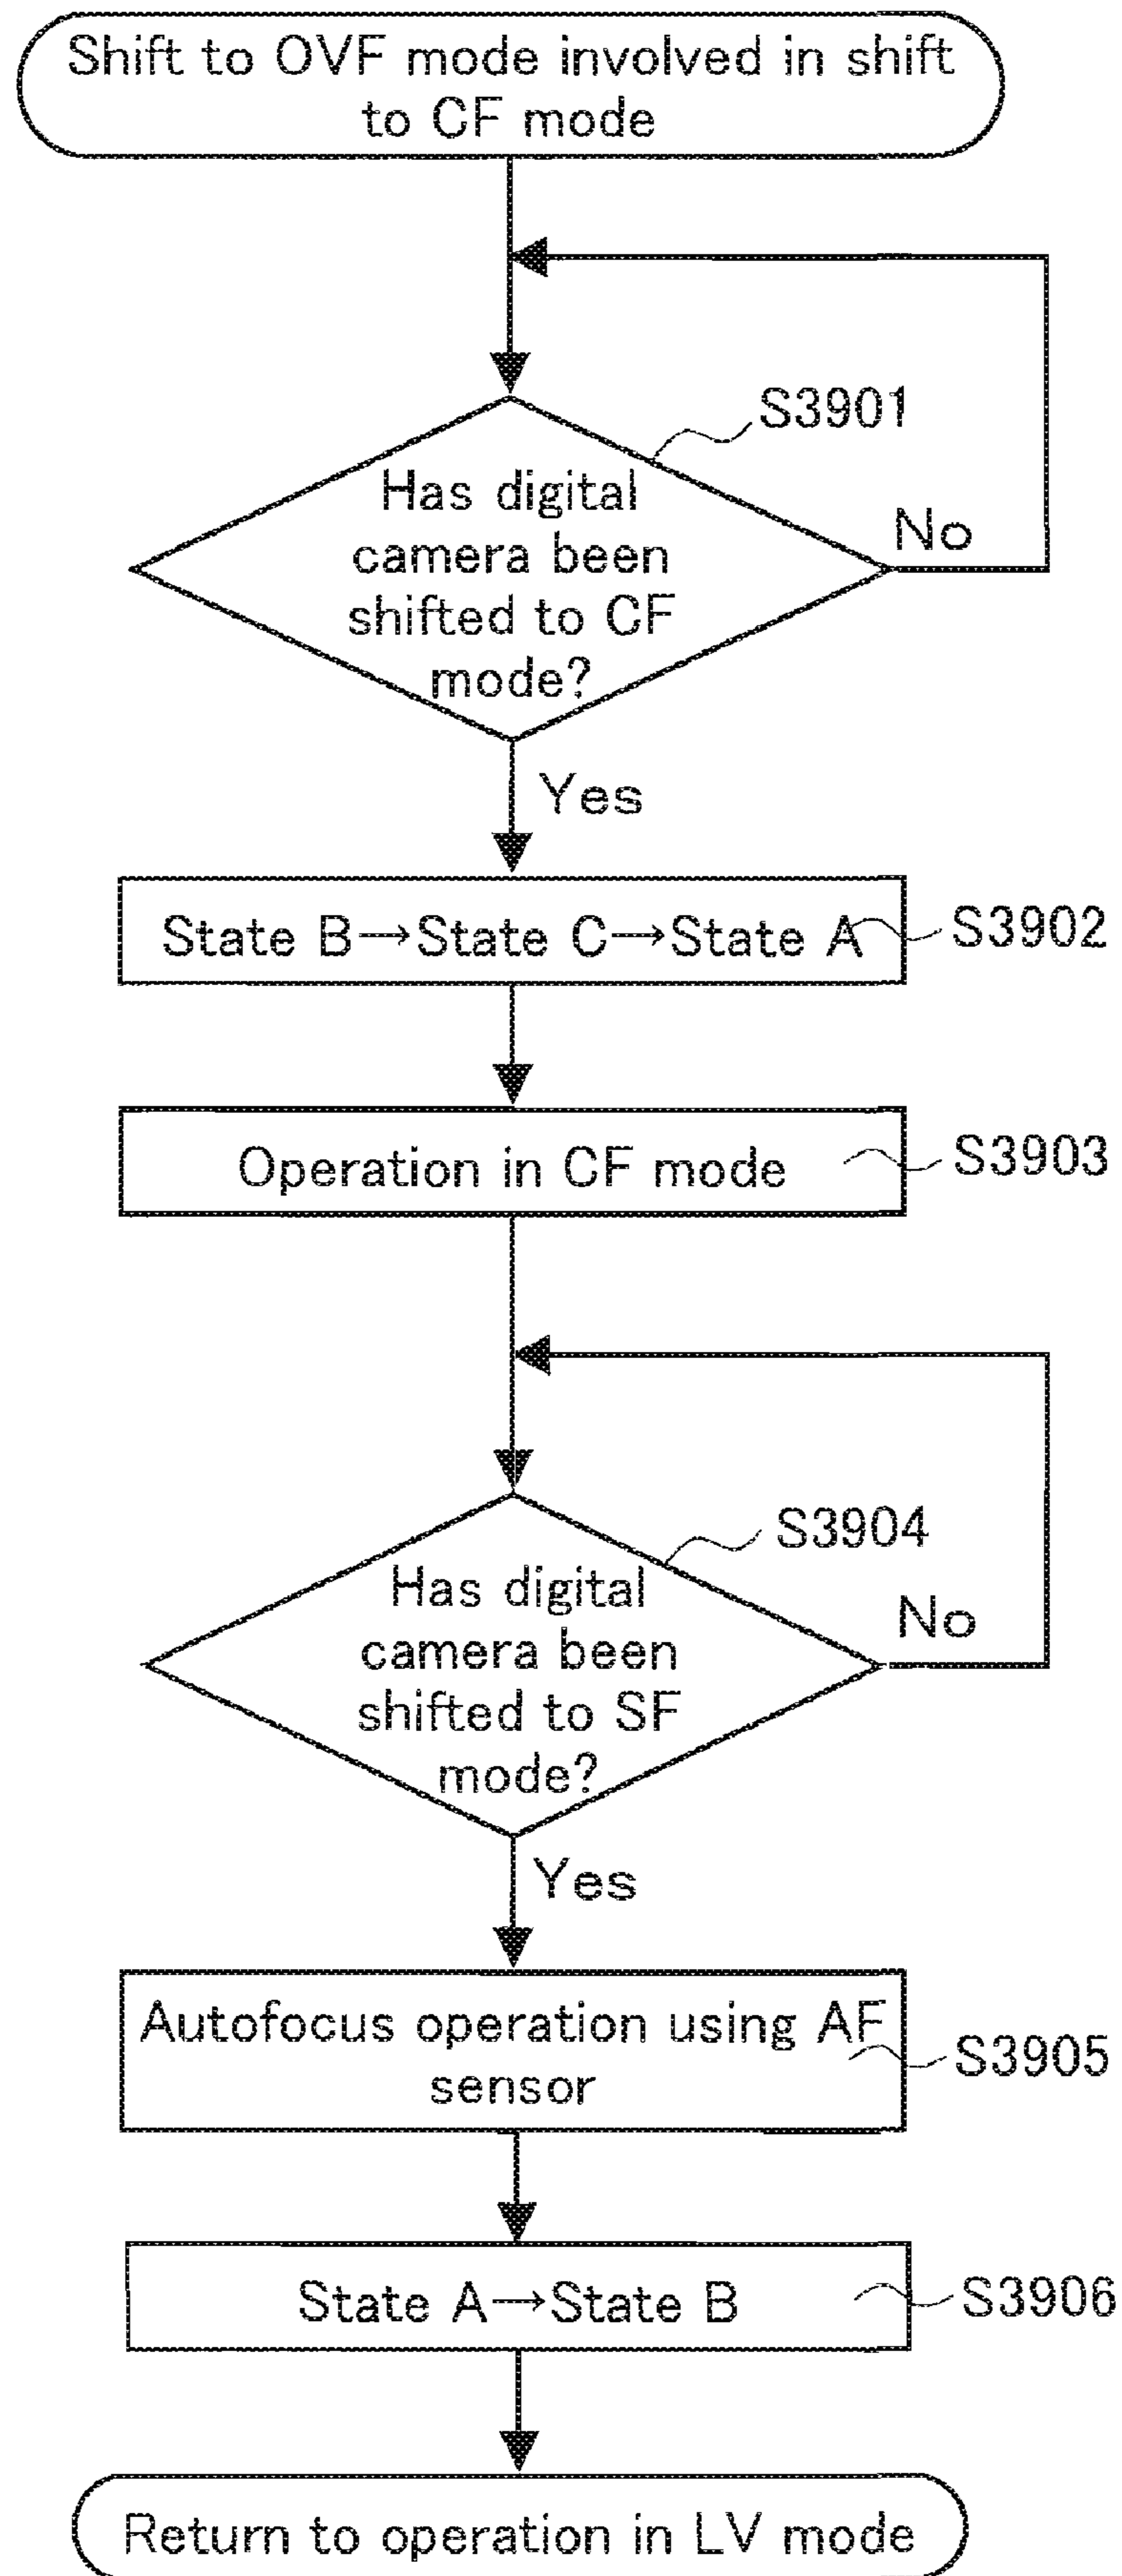 Shift to OVF mode involved in shift
to CF mode
S3901
Has digital
camera been
shifted to CF
mode?
No
Yes
State B→State C→State A
S3902
Operation in CF mode
S3903
S3904
Has digital
camera been
shifted to SF
mode?
No
Yes
Autofocus operation using AF
sensor
S3905
State A→State B
S3906
Return to operation in LV mode